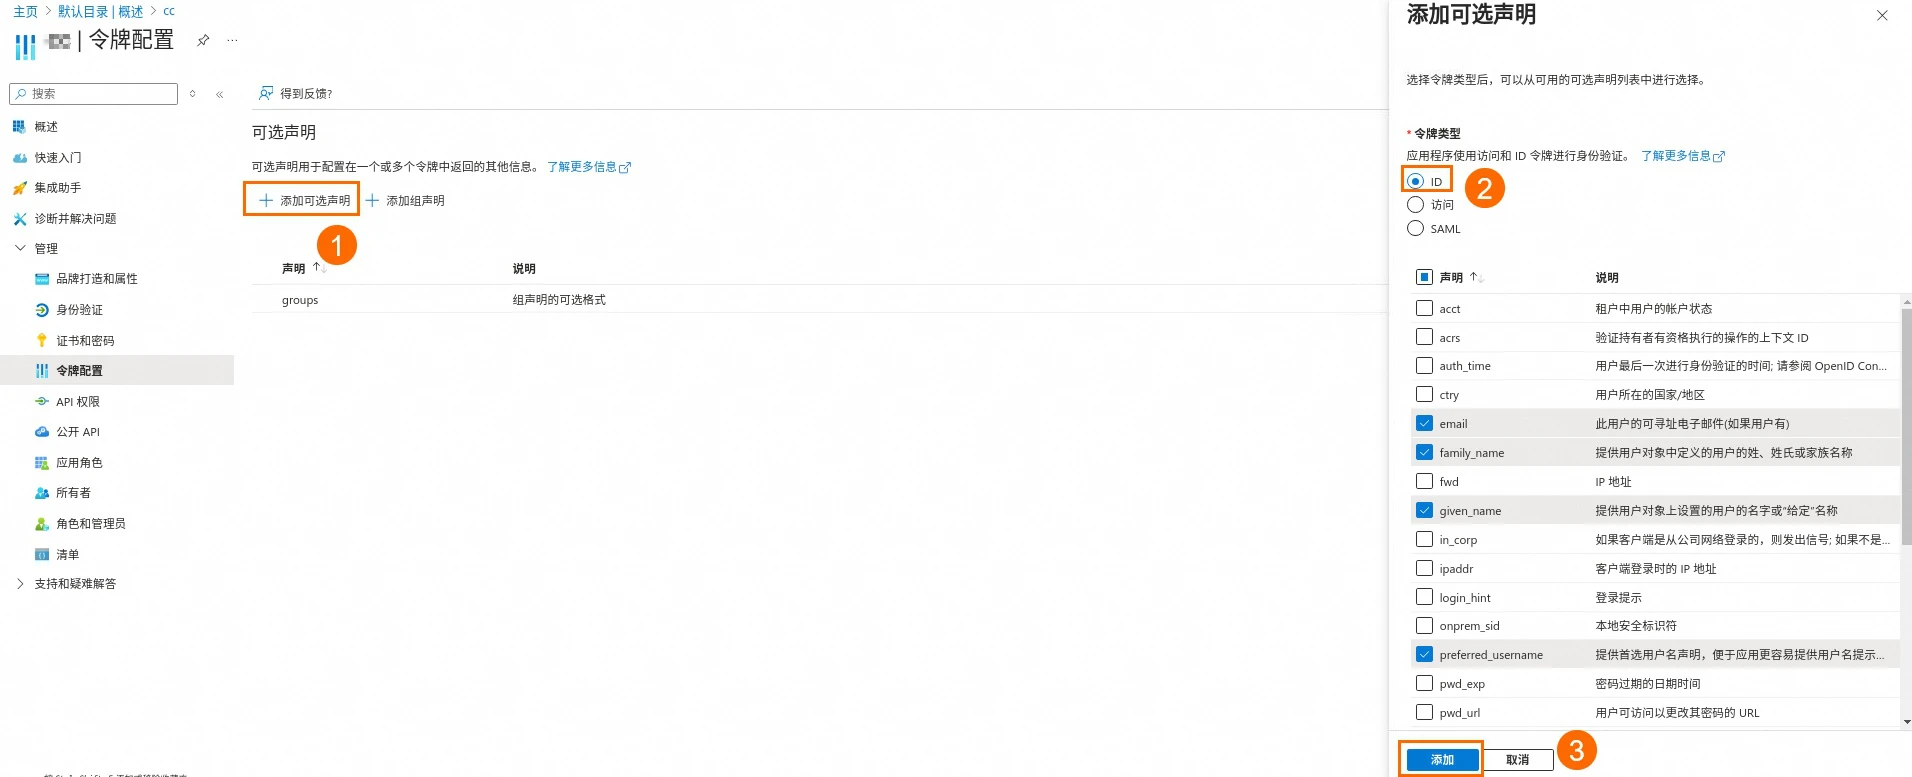 主页 > 默认目录 | 概述 > cc
| 令牌配置
搜索
概述
快速入门
集成助手
诊断并解决问题
管理
品牌打造和属性
身份验证
证书和密码
令牌配置
API 权限
公开 API
应用角色
所有者
角色和管理员
清单
支持和疑难解答
得到反馈?
可选声明
可选声明用于配置在一个或多个令牌中返回的其他信息。 了解更多信息
添加可选声明 添加组声明
1
声明 说明
groups 组声明的可选格式
添加可选声明
选择令牌类型后，可以从可用的可选声明列表中进行选择。
* 令牌类型
应用程序使用访问和 ID 令牌进行身份验证。 了解更多信息
ID
2
访问
SAML
声明 说明
acct 租户中用户的帐户状态
acrs 验证持有者有资格执行的操作的上下文 ID
auth_time 用户最后一次进行身份验证的时间; 请参阅 OpenID Con...
ctry 用户所在的国家/地区
email 此用户的可寻址电子邮件(如果用户有)
family_name 提供用户对象中定义的用户的姓、姓氏或家族名称
fwd IP 地址
given_name 提供用户对象上设置的用户的名字或“给定”名称
in_corp 如果客户端是从公司网络登录的，则发出信号; 如果不是...
ipaddr 客户端登录时的 IP 地址
login_hint 登录提示
onprem_sid 本地安全标识符
preferred_username 提供首选用户名声明，便于应用更容易提供用户名提示...
pwd_exp 密码过期的日期时间
pwd_url 用户可访问以更改其密码的 URL
添加 取消
3